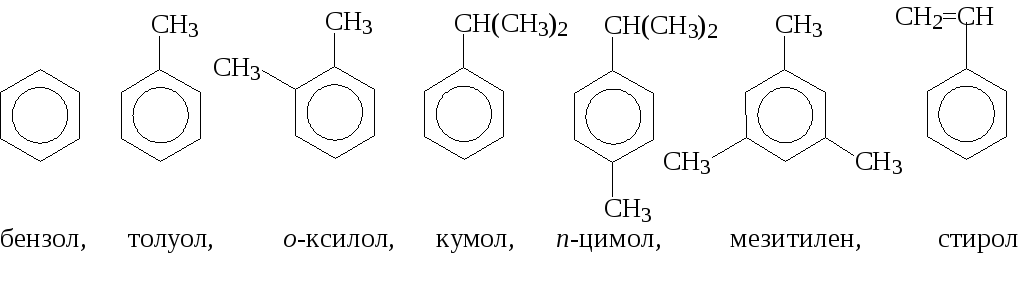 CH3
CH3
CH3
CH(CH3)2
CH(CH3)2
CH3
CH3
CH3
CH3
CH3
CH2=CH
бензол, толуол, о-ксилол, кумол, п-цимол, мезитилен, стирол